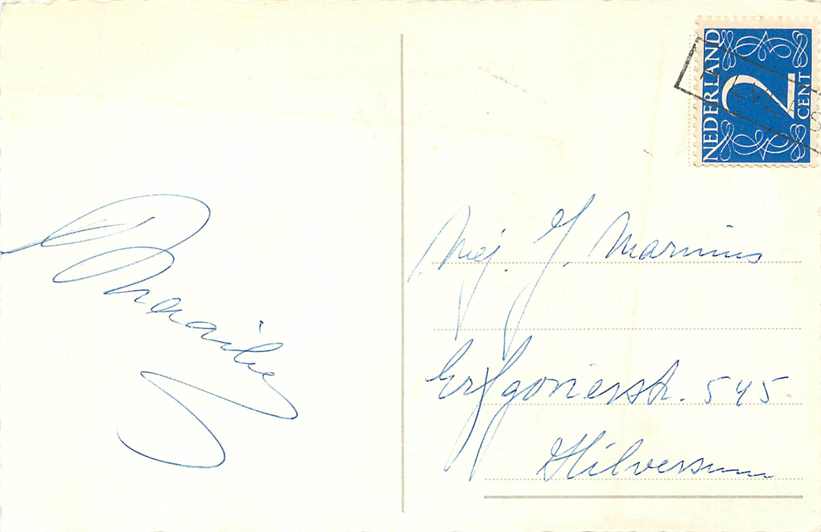 NEDERLAND
2
CENT
Mej. J. Marinus
Erfgooiersstr. 545.
Hilversum